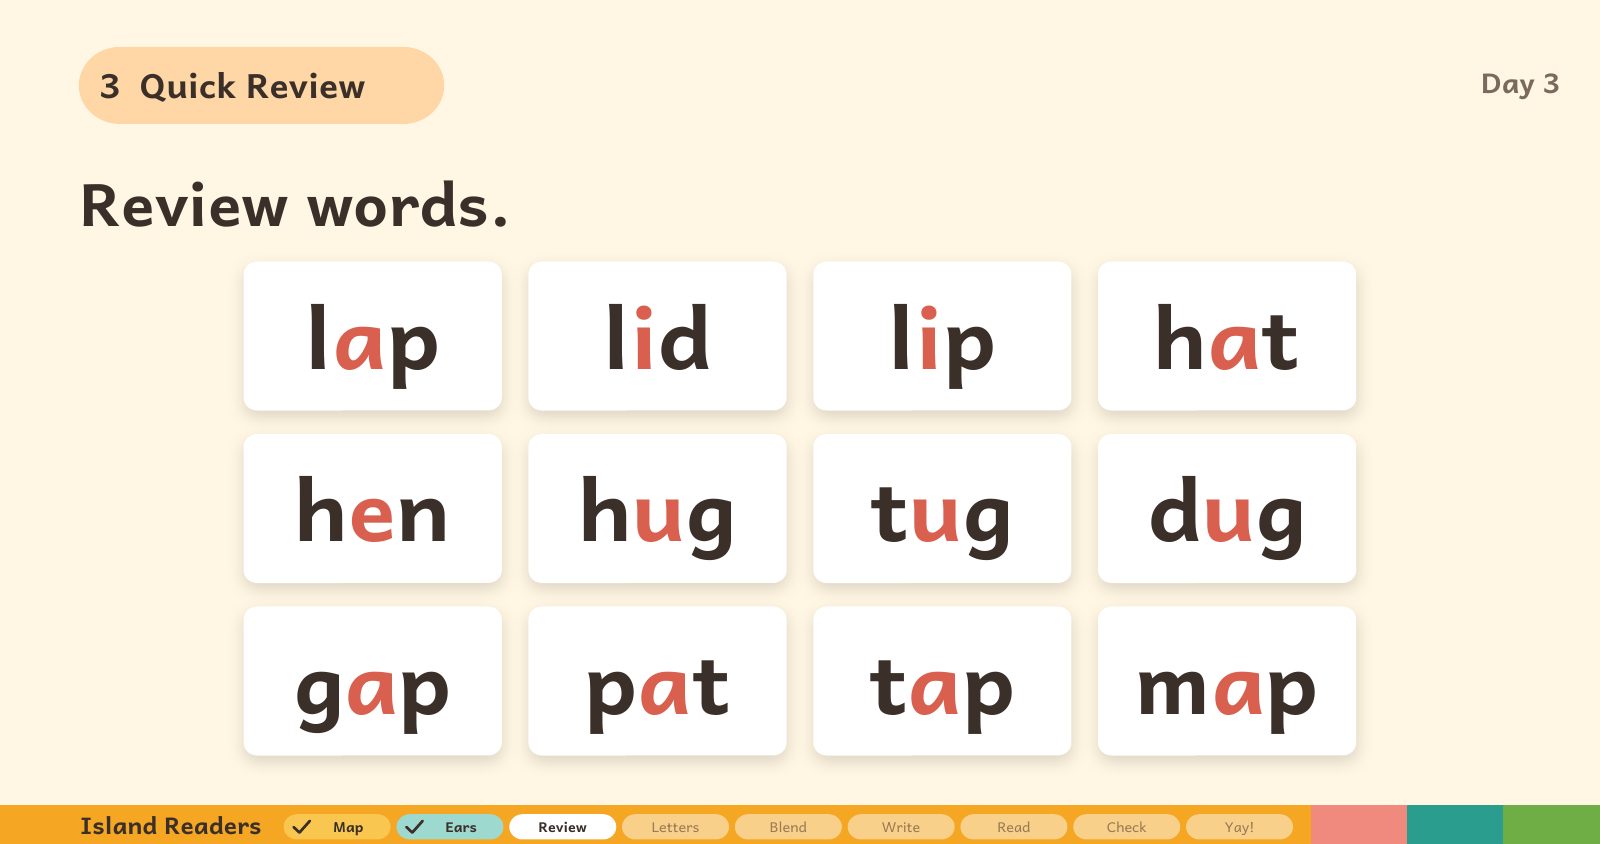 3 Quick Review
Day 3
Review words.
lap lid lip hat
hen hug tug dug
gap pat tap map
Island Readers Map Ears Review Letters Blend Write Read Check Yay!